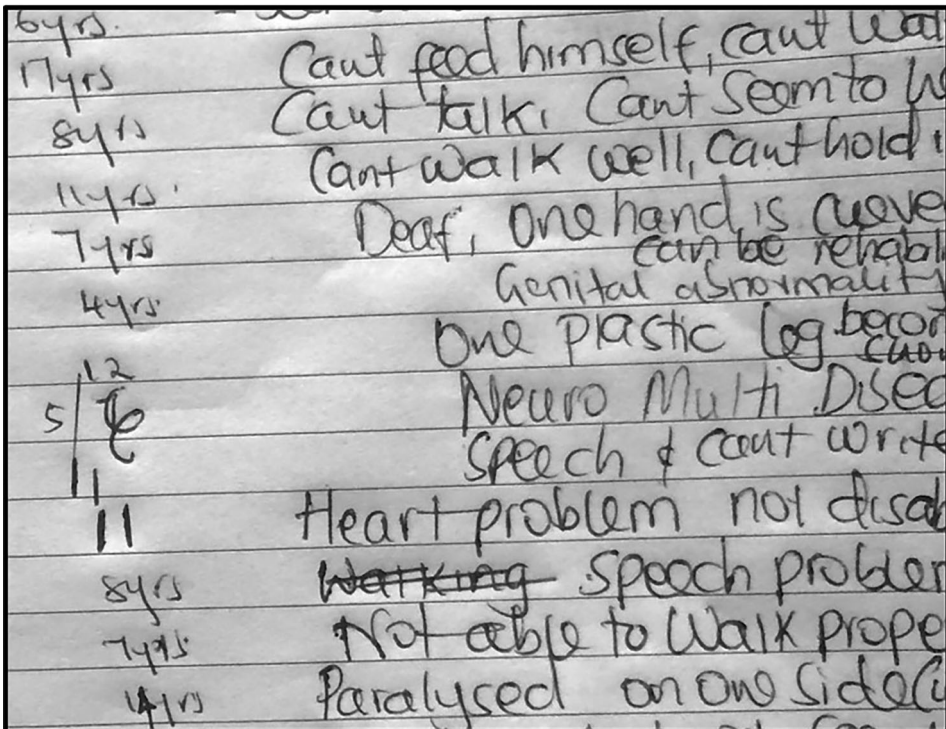 6yrs.
17yrs Cant feed himself, cant
8yrs Cant talk, Cant Seem to
11yrs. Cant walk well, Cant hold
7yrs Deaf, One hand is
can be
4yrs. Genital abnormality
One plastic leg
12
5 Neuro Multi
Speech & cant write
11
11 Heart problem not
8yrs Walking speech problem
7yrs Not able to Walk
14yrs Paralysed on one side